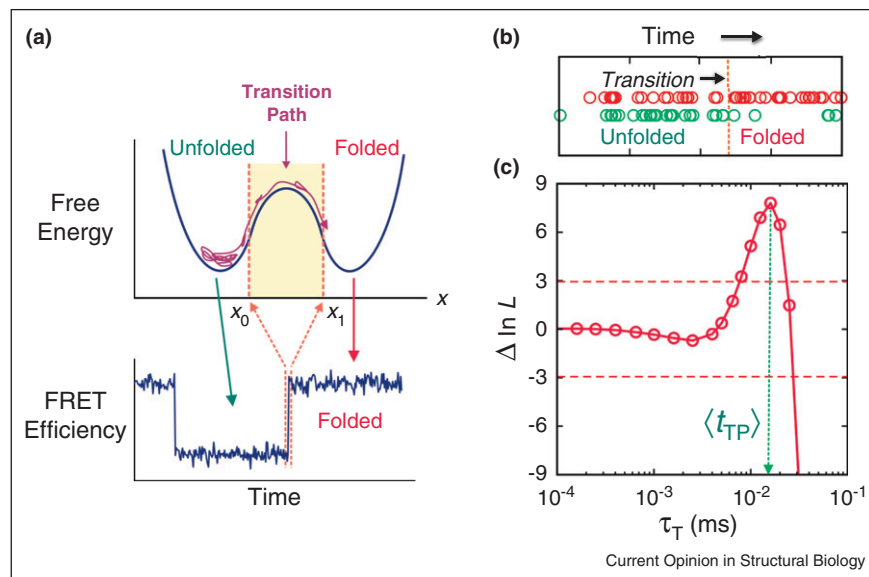 (a)
Transition
Path
Unfolded
Folded
Free
Energy
x
x0
x1
FRET
Efficiency
Folded
Time
(b)
Time
Transition
Unfolded
Folded
(c)
9
6
3
0
-3
-6
-9
Δ ln L
⟨tTP⟩
10-4
10-3
10-2
10-1
τT (ms)
Current Opinion in Structural Biology